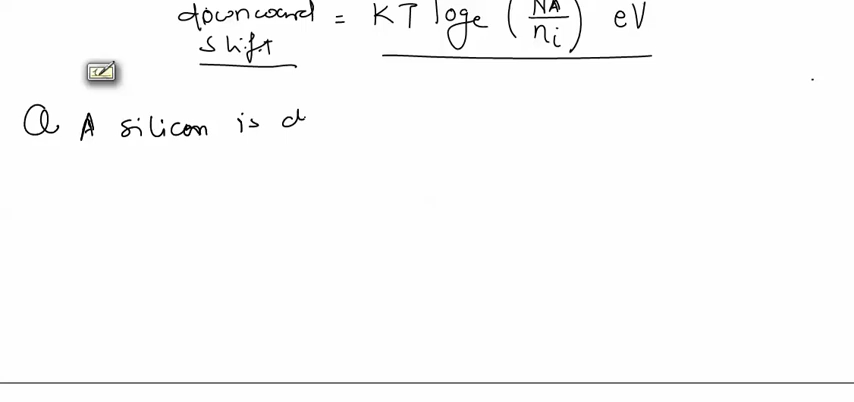 downward = KT loge (NA/ni) eV
shift
Q A silicon is d